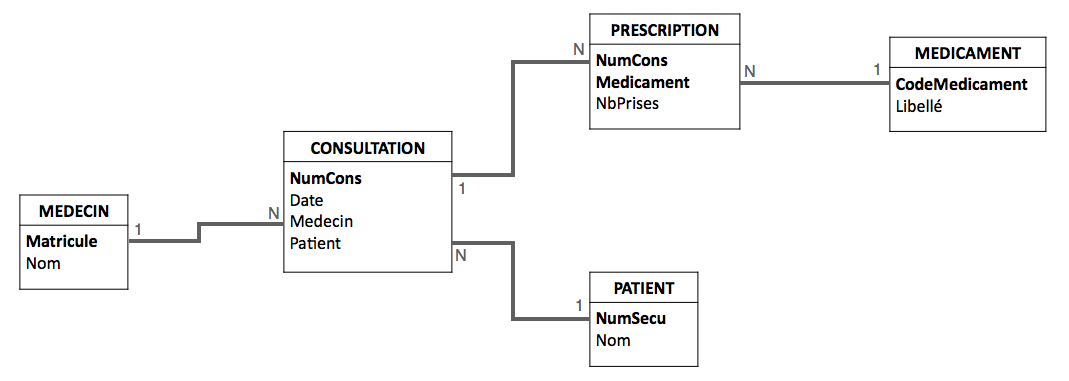 MEDECIN
Matricule
Nom
1
N
CONSULTATION
NumCons
Date
Medecin
Patient
1
N
N
PRESCRIPTION
NumCons
Medicament
NbPrises
N
1
MEDICAMENT
CodeMedicament
Libellé
1
PATIENT
NumSecu
Nom